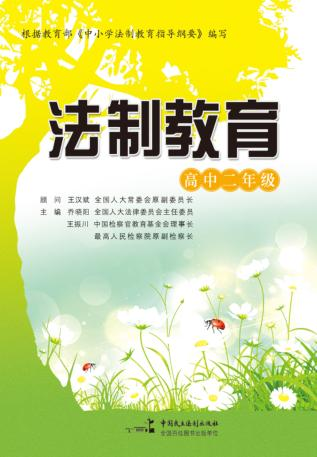 根据教育部《中小学法制教育指导纲要》编写
法制教育
高中二年级
顾 问 王汉斌 全国人大常委会原副委员长
主 编 乔晓阳 全国人大法律委员会主任委员
王振川 中国检察官教育基金会理事长
最高人民检察院原副检察长
中国民主法制出版社
全国百佳图书出版单位